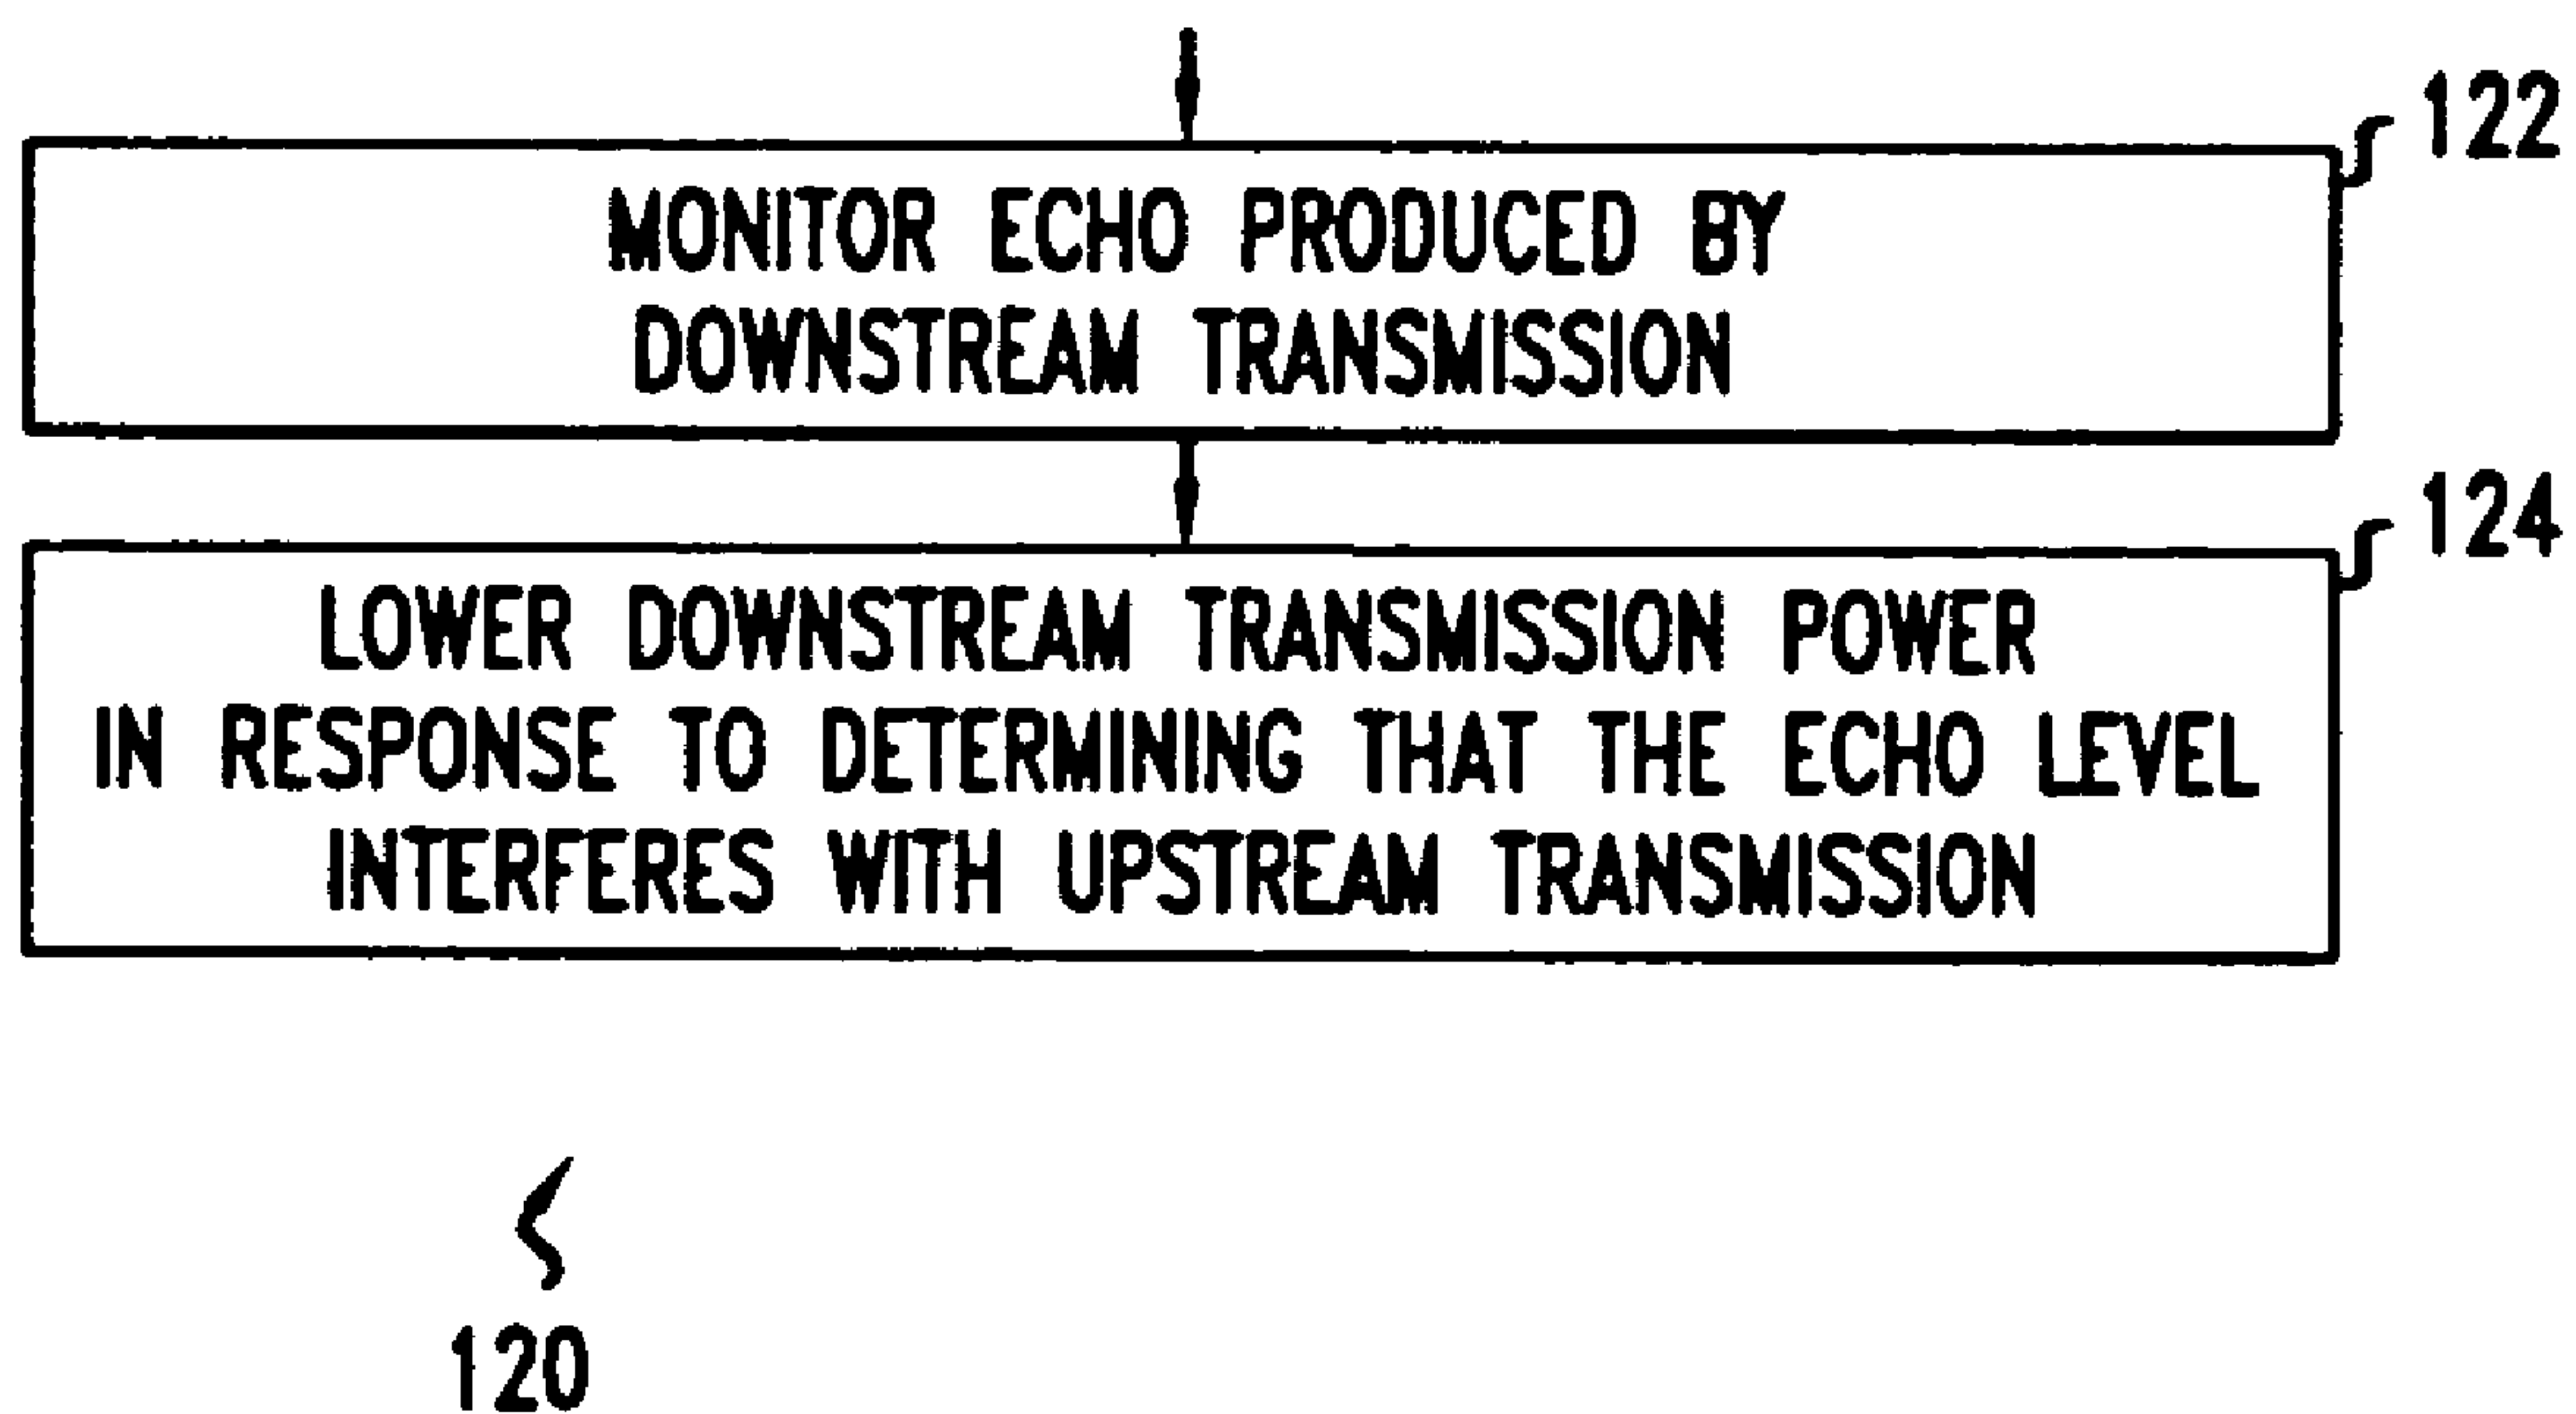 122
MONITOR ECHO PRODUCED BY
DOWNSTREAM TRANSMISSION
124
LOWER DOWNSTREAM TRANSMISSION POWER
IN RESPONSE TO DETERMINING THAT THE ECHO LEVEL
INTERFERES WITH UPSTREAM TRANSMISSION
120